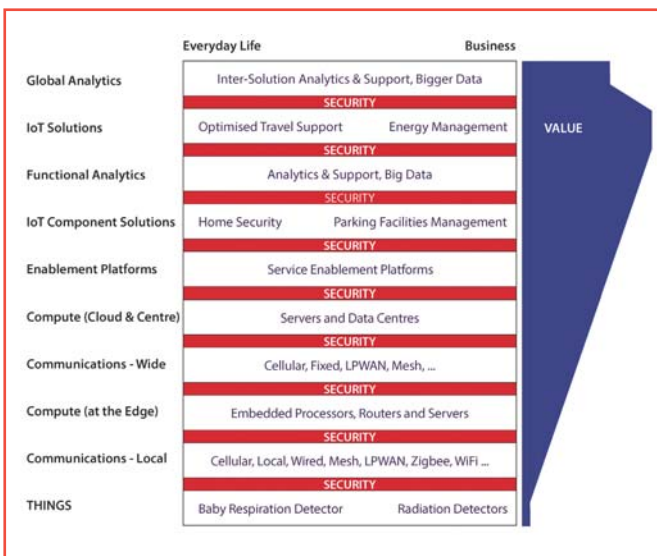 Everyday Life Business
Global Analytics Inter-Solution Analytics & Support, Bigger Data
SECURITY
IoT Solutions Optimised Travel Support Energy Management VALUE
SECURITY
Functional Analytics Analytics & Support, Big Data
SECURITY
IoT Component Solutions Home Security Parking Facilities Management
SECURITY
Enablement Platforms Service Enablement Platforms
SECURITY
Compute (Cloud & Centre) Servers and Data Centres
SECURITY
Communications - Wide Cellular, Fixed, LPWAN, Mesh, ...
SECURITY
Compute (at the Edge) Embedded Processors, Routers and Servers
SECURITY
Communications - Local Cellular, Local, Wired, Mesh, LPWAN, Zigbee, WiFi ...
SECURITY
THINGS Baby Respiration Detector Radiation Detectors